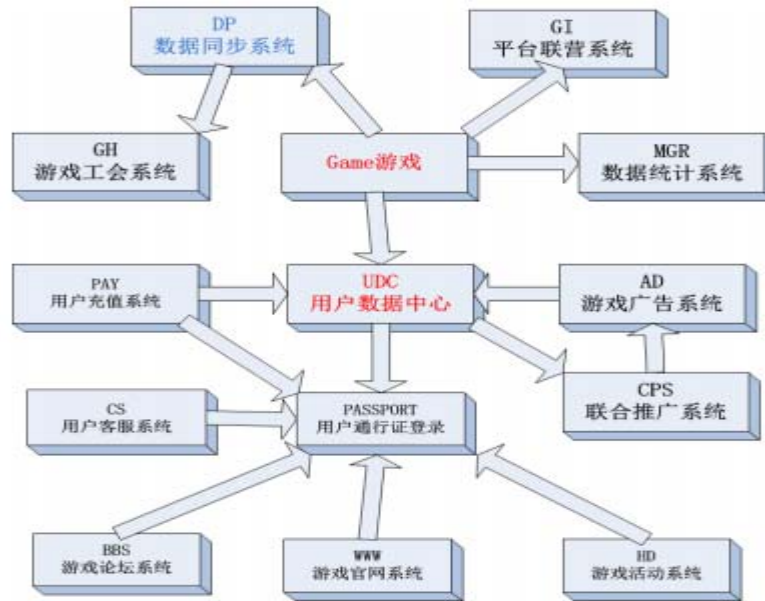 DP
数据同步系统
GI
平台联营系统
GH
游戏工会系统
Game游戏
MGR
数据统计系统
PAY
用户充值系统
UDC
用户数据中心
AD
游戏广告系统
CS
用户客服系统
PASSPORT
用户通行证登录
CPS
联合推广系统
BBS
游戏论坛系统
WWW
游戏官网系统
HD
游戏活动系统